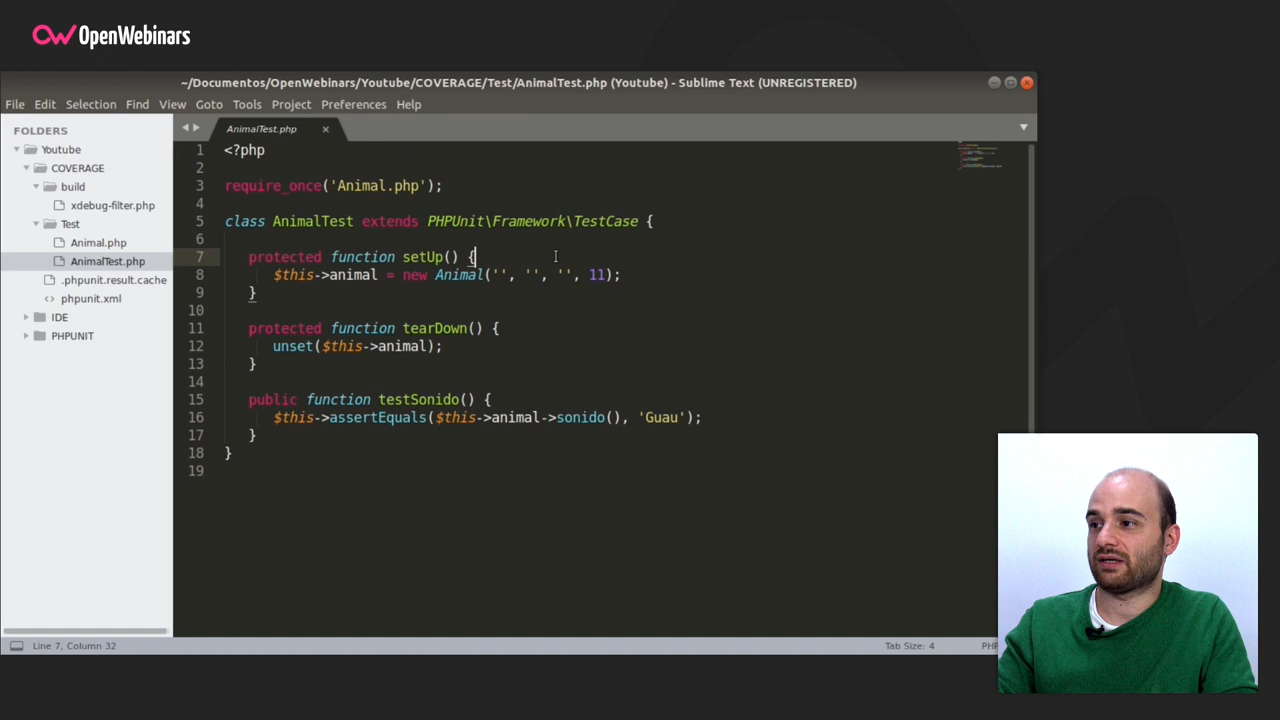 OpenWebinars
~/Documentos/OpenWebinars/Youtube/COVERAGE/Test/AnimalTest.php (Youtube) - Sublime Text (UNREGISTERED)
File Edit Selection Find View Goto Tools Project Preferences Help
FOLDERS
Youtube
COVERAGE
build
xdebug-filter.php
Test
Animal.php
AnimalTest.php
.phpunit.result.cache
phpunit.xml
IDE
PHPUNIT
AnimalTest.php
1 <?php
2
3 require_once('Animal.php');
4
5 class AnimalTest extends PHPUnit\Framework\TestCase {
6
7 protected function setUp() {
8 $this->animal = new Animal('', '', '', 11);
9 }
10
11 protected function tearDown() {
12 unset($this->animal);
13 }
14
15 public function testSonido() {
16 $this->assertEquals($this->animal->sonido(), 'Guau');
17 }
18 }
19
Line 7, Column 32
Tab Size: 4